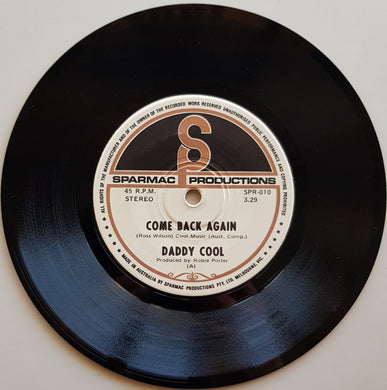 ALL RIGHTS OF THE MANUFACTURER AND OF THE OWNER OF THE RECORDED WORK RESERVED UNAUTHORISED PUBLIC PERFORMANCE AND COPYING PROHIBITED
SP
SPARMAC PRODUCTIONS
45 R.P.M. SPR-010
STEREO 3.29
COME BACK AGAIN
(Ross Wilson) Cool Music (Aust. Comp.)
DADDY COOL
Produced by Robie Porter
(A)
MADE IN AUSTRALIA BY SPARMAC PRODUCTIONS PTY. LTD. MELBOURNE,